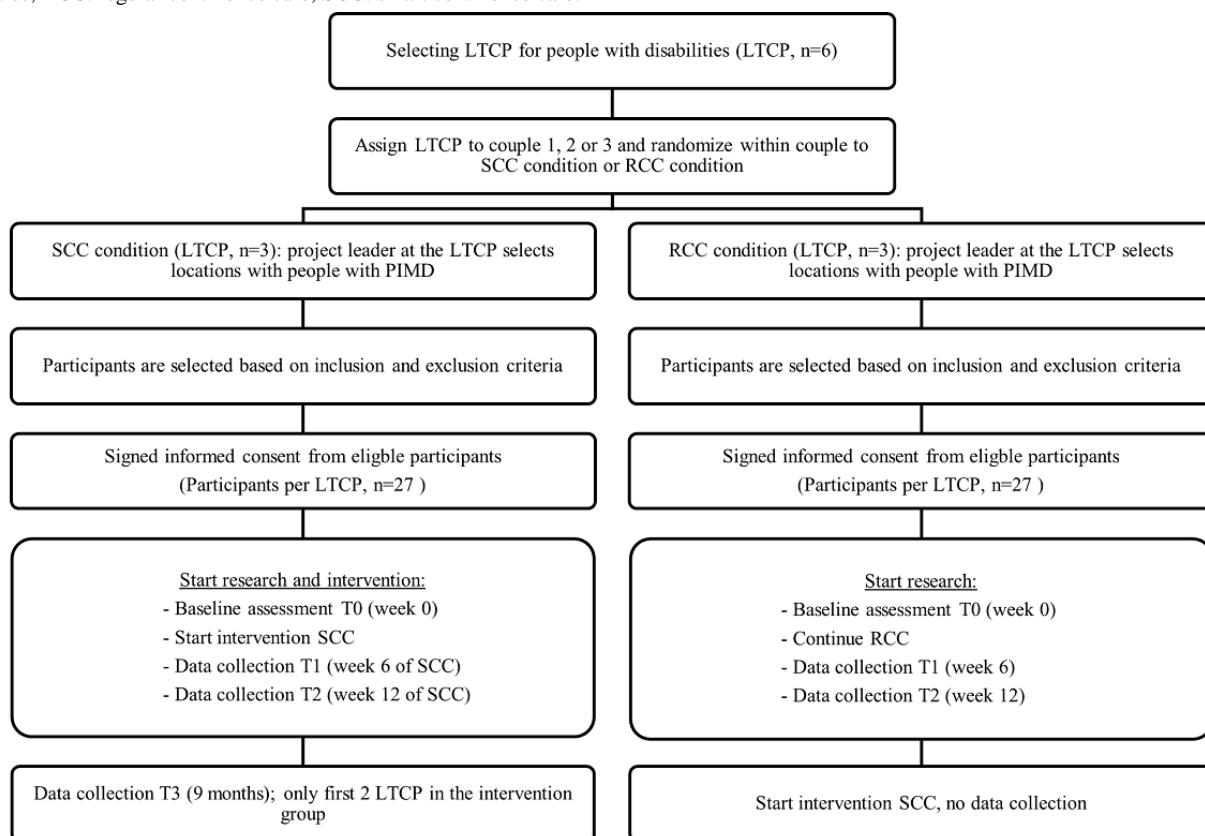 Selecting LTCP for people with disabilities (LTCP, n=6)
Assign LTCP to couple 1, 2 or 3 and randomize within couple to
SCC condition or RCC condition
SCC condition (LTCP, n=3): project leader at the LTCP selects
locations with people with PIMD
Participants are selected based on inclusion and exclusion criteria
Signed informed consent from eligble participants
(Participants per LTCP, n=27 )
Start research and intervention:
- Baseline assessment T0 (week 0)
- Start intervention SCC
- Data collection T1 (week 6 of SCC)
- Data collection T2 (week 12 of SCC)
Data collection T3 (9 months); only first 2 LTCP in the intervention
group
RCC condition (LTCP, n=3): project leader at the LTCP selects
locations with people with PIMD
Participants are selected based on inclusion and exclusion criteria
Signed informed consent from eligble participants
(Participants per LTCP, n=27 )
Start research:
- Baseline assessment T0 (week 0)
- Continue RCC
- Data collection T1 (week 6)
- Data collection T2 (week 12)
Start intervention SCC, no data collection